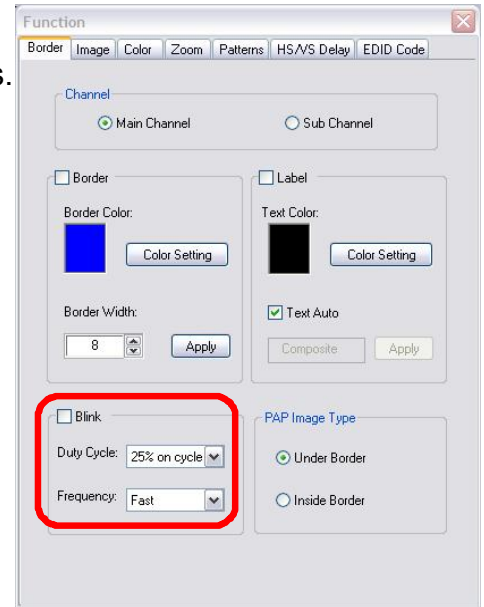 Function
Border Image Color Zoom Patterns HS/VS Delay EDID Code
s.
Channel
Main Channel Sub Channel
Border Label
Border Color: Text Color:
Color Setting Color Setting
Border Width: Text Auto
8 Apply Composite Apply
Blink PAP Image Type
Duty Cycle: 25% on cycle Under Border
Frequency: Fast Inside Border